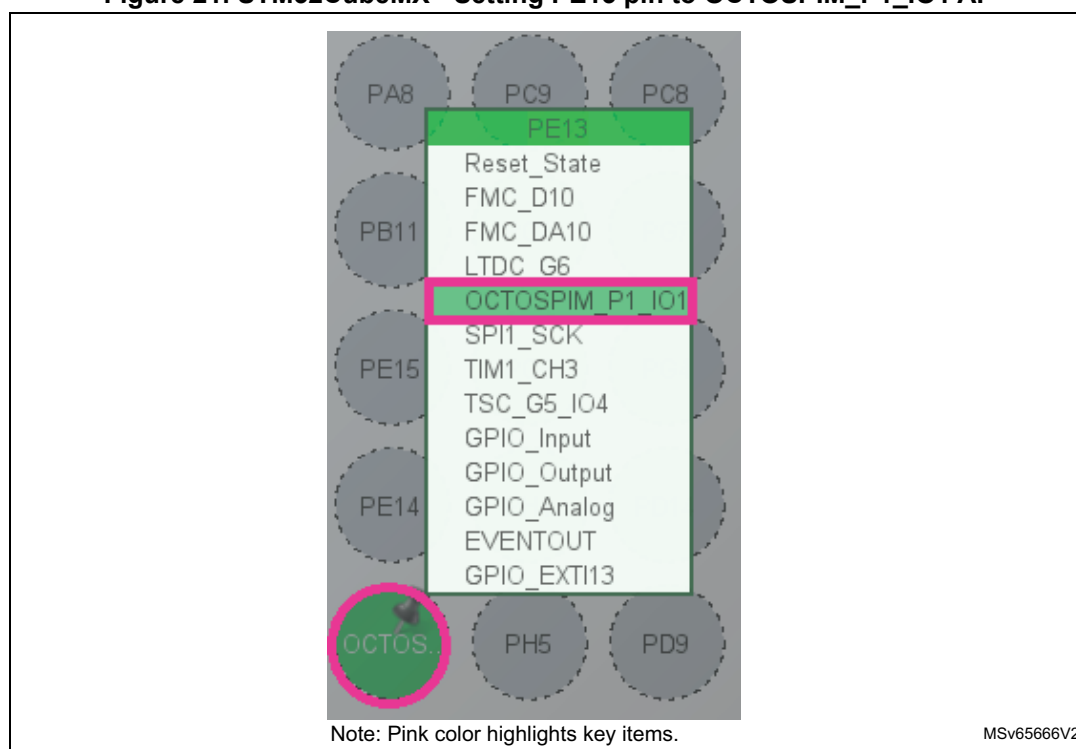 PA8 PC9 PC8
PE13
Reset_State
FMC_D10
PB11 FMC_DA10
LTDC_G6
OCTOSPIM_P1_IO1
SPI1_SCK
PE15 TIM1_CH3
TSC_G5_IO4
GPIO_Input
GPIO_Output
PE14 GPIO_Analog
EVENTOUT
GPIO_EXTI13
OCTOS.. PH5 PD9
Note: Pink color highlights key items.
MSv65666V2